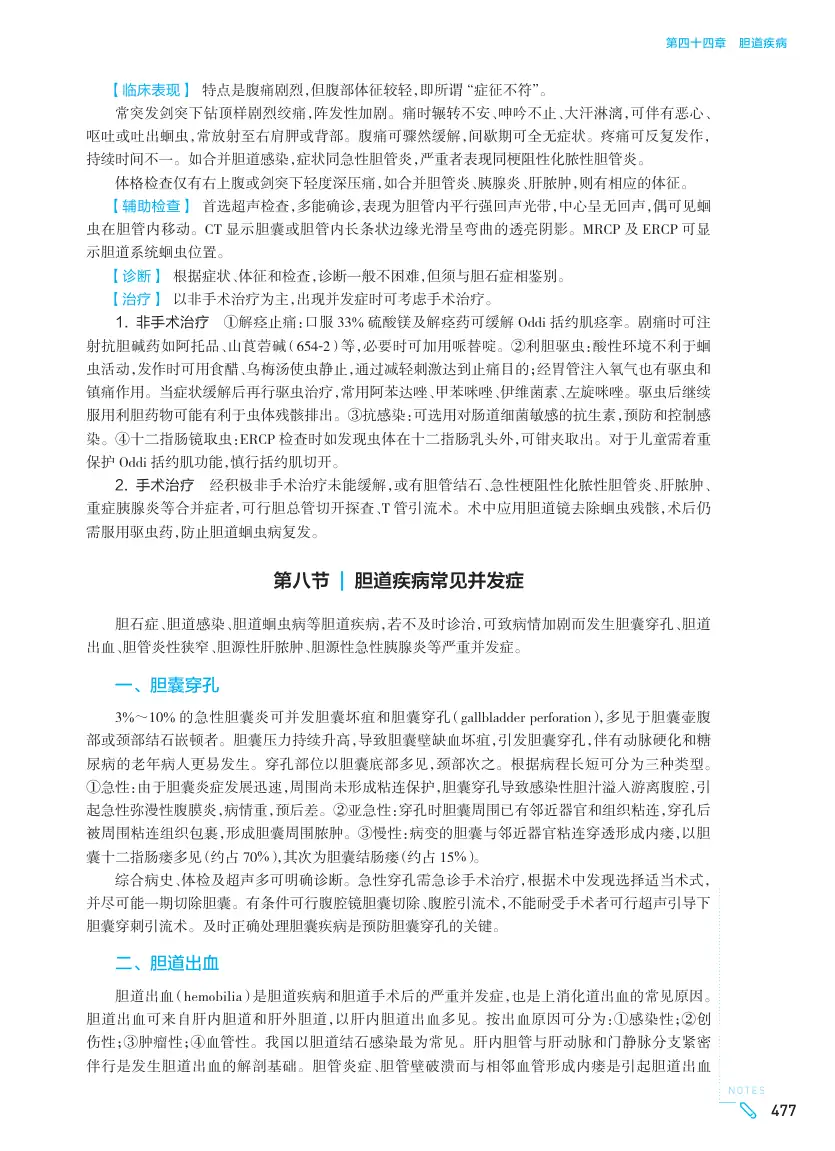 第四十四章 胆道疾病
【临床表现】 特点是腹痛剧烈,但腹部体征较轻,即所谓“症征不符”。
常突发剑突下钻顶样剧烈绞痛,阵发性加剧。痛时辗转不安、呻吟不止、大汗淋漓,可伴有恶心、
呕吐或吐出蛔虫,常放射至右肩胛或背部。腹痛可骤然缓解,间歇期可全无症状。疼痛可反复发作,
持续时间不一。如合并胆道感染,症状同急性胆管炎,严重者表现同梗阻性化脓性胆管炎。
体格检查仅有右上腹或剑突下轻度深压痛,如合并胆管炎、胰腺炎、肝脓肿,则有相应的体征。
【辅助检查】 首选超声检查,多能确诊,表现为胆管内平行强回声光带,中心呈无回声,偶可见蛔
虫在胆管内移动。CT 显示胆囊或胆管内长条状边缘光滑呈弯曲的透亮阴影。MRCP 及 ERCP 可显
示胆道系统蛔虫位置。
【诊断】 根据症状、体征和检查,诊断一般不困难,但须与胆石症相鉴别。
【治疗】 以非手术治疗为主,出现并发症时可考虑手术治疗。
1. 非手术治疗 ①解痉止痛:口服 33% 硫酸镁及解痉药可缓解 Oddi 括约肌痉挛。剧痛时可注
射抗胆碱药如阿托品、山莨菪碱(654-2)等,必要时可加用哌替啶。②利胆驱虫:酸性环境不利于蛔
虫活动,发作时可用食醋、乌梅汤使虫静止,通过减轻刺激达到止痛目的;经胃管注入氧气也有驱虫和
镇痛作用。当症状缓解后再行驱虫治疗,常用阿苯达唑、甲苯咪唑、伊维菌素、左旋咪唑。驱虫后继续
服用利胆药物可能有利于虫体残骸排出。③抗感染:可选用对肠道细菌敏感的抗生素,预防和控制感
染。④十二指肠镜取虫:ERCP 检查时如发现虫体在十二指肠乳头外,可钳夹取出。对于儿童需着重
保护 Oddi 括约肌功能,慎行括约肌切开。
2. 手术治疗 经积极非手术治疗未能缓解,或有胆管结石、急性梗阻性化脓性胆管炎、肝脓肿、
重症胰腺炎等合并症者,可行胆总管切开探查、T 管引流术。术中应用胆道镜去除蛔虫残骸,术后仍
需服用驱虫药,防止胆道蛔虫病复发。
第八节 | 胆道疾病常见并发症
胆石症、胆道感染、胆道蛔虫病等胆道疾病,若不及时诊治,可致病情加剧而发生胆囊穿孔、胆道
出血、胆管炎性狭窄、胆源性肝脓肿、胆源性急性胰腺炎等严重并发症。
一、胆囊穿孔
3%～10% 的急性胆囊炎可并发胆囊坏疽和胆囊穿孔(gallbladder perforation),多见于胆囊壶腹
部或颈部结石嵌顿者。胆囊压力持续升高,导致胆囊壁缺血坏疽,引发胆囊穿孔,伴有动脉硬化和糖
尿病的老年病人更易发生。穿孔部位以胆囊底部多见,颈部次之。根据病程长短可分为三种类型。
①急性:由于胆囊炎症发展迅速,周围尚未形成粘连保护,胆囊穿孔导致感染性胆汁溢入游离腹腔,引
起急性弥漫性腹膜炎,病情重,预后差。②亚急性:穿孔时胆囊周围已有邻近器官和组织粘连,穿孔后
被周围粘连组织包裹,形成胆囊周围脓肿。③慢性:病变的胆囊与邻近器官粘连穿透形成内瘘,以胆
囊十二指肠瘘多见(约占 70%),其次为胆囊结肠瘘(约占 15%)。
综合病史、体检及超声多可明确诊断。急性穿孔需急诊手术治疗,根据术中发现选择适当术式,
并尽可能一期切除胆囊。有条件可行腹腔镜胆囊切除、腹腔引流术,不能耐受手术者可行超声引导下
胆囊穿刺引流术。及时正确处理胆囊疾病是预防胆囊穿孔的关键。
二、胆道出血
胆道出血(hemobilia)是胆道疾病和胆道手术后的严重并发症,也是上消化道出血的常见原因。
胆道出血可来自肝内胆道和肝外胆道,以肝内胆道出血多见。按出血原因可分为:①感染性;②创
伤性;③肿瘤性;④血管性。我国以胆道结石感染最为常见。肝内胆管与肝动脉和门静脉分支紧密
伴行是发生胆道出血的解剖基础。胆管炎症、胆管壁破溃而与相邻血管形成内瘘是引起胆道出血
NOTES
477